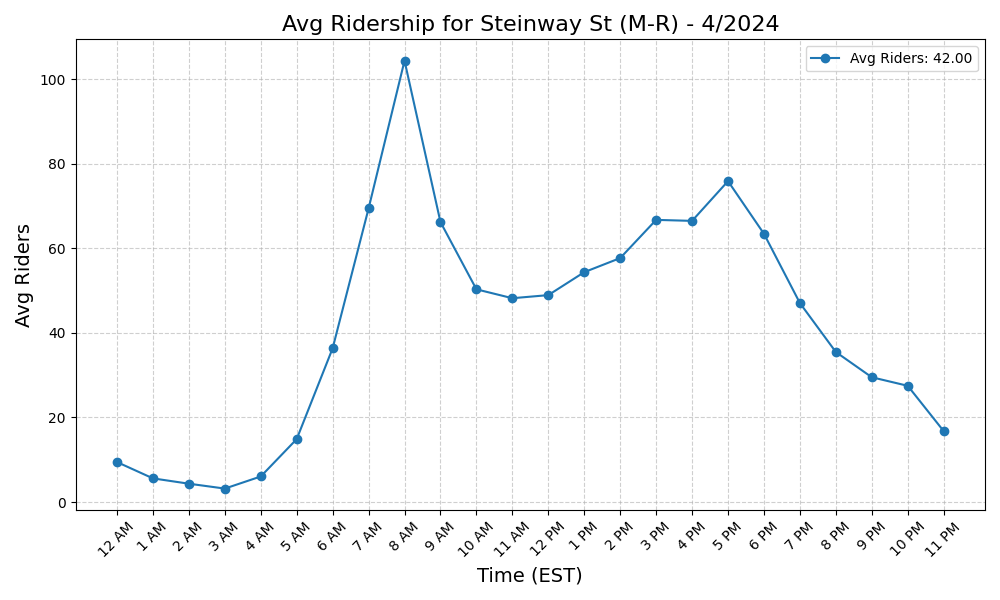 Avg Ridership for Steinway St (M-R) - 4/2024
Avg Riders: 42.00
Avg Riders
100
80
60
40
20
0
12 AM
1 AM
2 AM
3 AM
4 AM
5 AM
6 AM
7 AM
8 AM
9 AM
10 AM
11 AM
12 PM
1 PM
2 PM
3 PM
4 PM
5 PM
6 PM
7 PM
8 PM
9 PM
10 PM
11 PM
Time (EST)